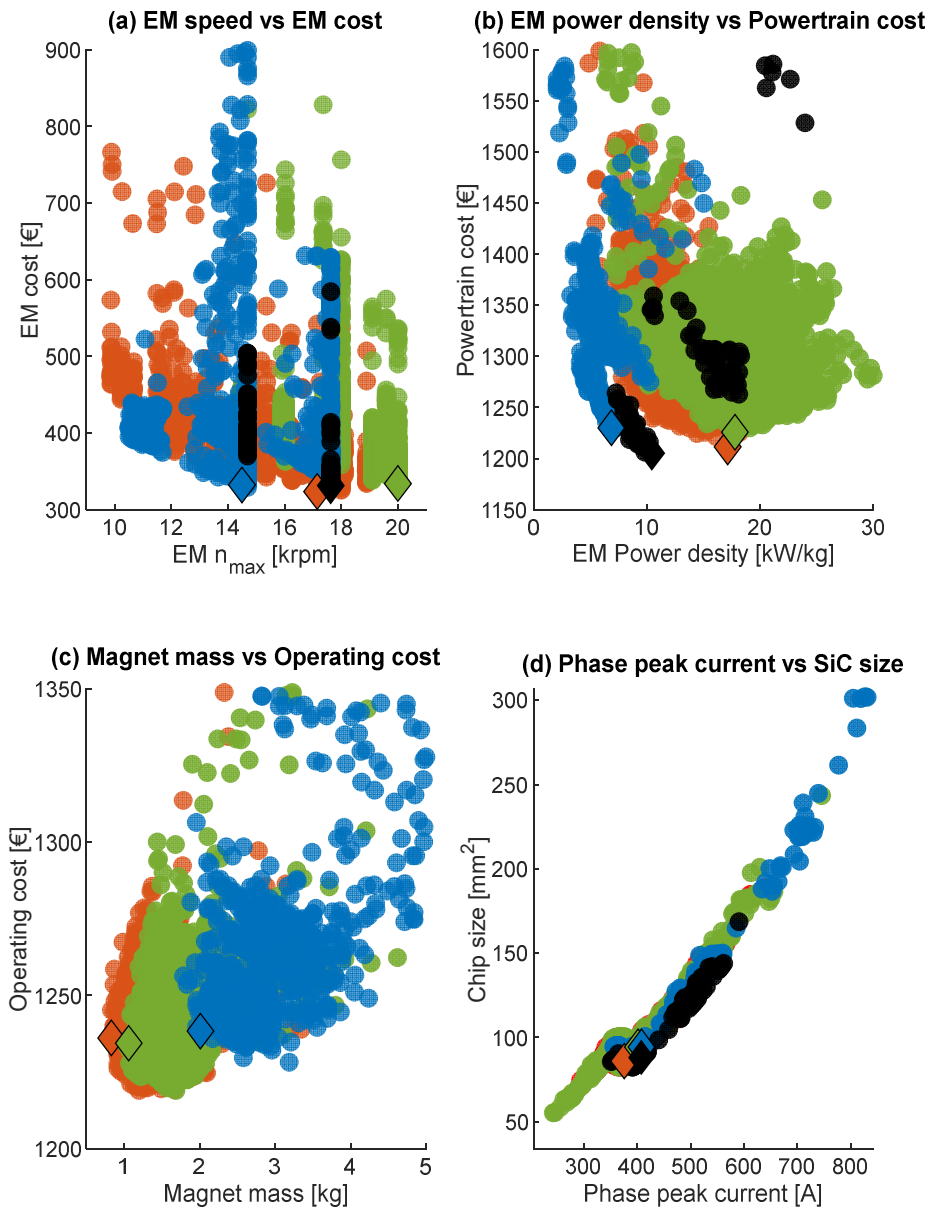 (a) EM speed vs EM cost
900
800
700
600
500
400
300
EM cost [€]
10 12 14 16 18 20
EM n_max [krpm]
(b) EM power density vs Powertrain cost
1600
1550
1500
1450
1400
1350
1300
1250
1200
1150
Powertrain cost [€]
0 10 20 30
EM Power desity [kW/kg]
(c) Magnet mass vs Operating cost
1350
1300
1250
1200
Operating cost [€]
1 2 3 4 5
Magnet mass [kg]
(d) Phase peak current vs SiC size
300
250
200
150
100
50
Chip size [mm²]
300 400 500 600 700 800
Phase peak current [A]